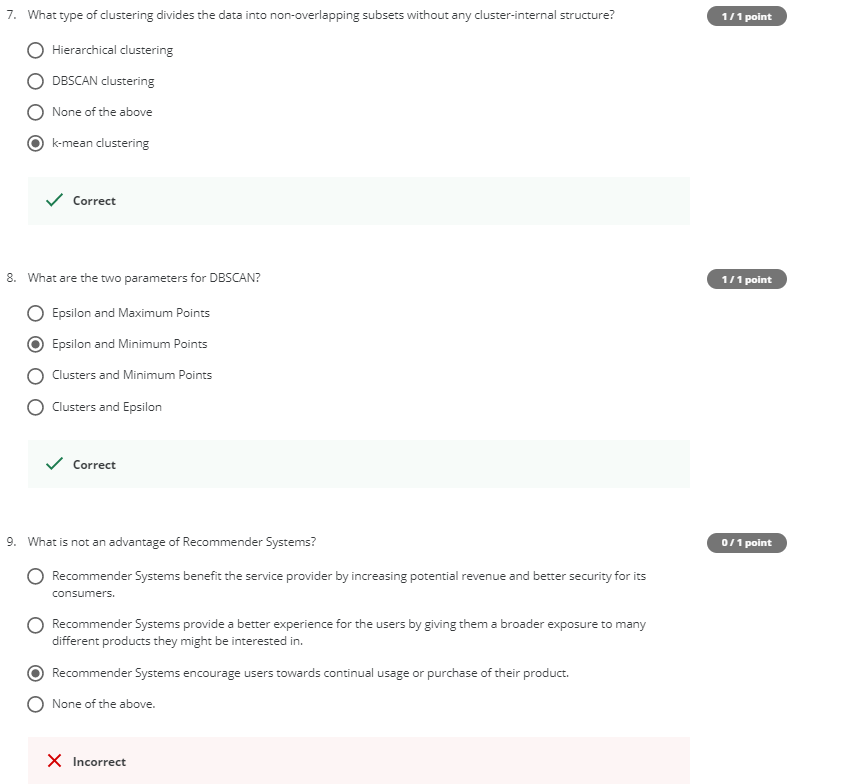 7. What type of clustering divides the data into non-overlapping subsets without any cluster-internal structure?
1 / 1 point
Hierarchical clustering
DBSCAN clustering
None of the above
k-mean clustering
Correct
8. What are the two parameters for DBSCAN?
1 / 1 point
Epsilon and Maximum Points
Epsilon and Minimum Points
Clusters and Minimum Points
Clusters and Epsilon
Correct
9. What is not an advantage of Recommender Systems?
0 / 1 point
Recommender Systems benefit the service provider by increasing potential revenue and better security for its
consumers.
Recommender Systems provide a better experience for the users by giving them a broader exposure to many
different products they might be interested in.
Recommender Systems encourage users towards continual usage or purchase of their product.
None of the above.
Incorrect